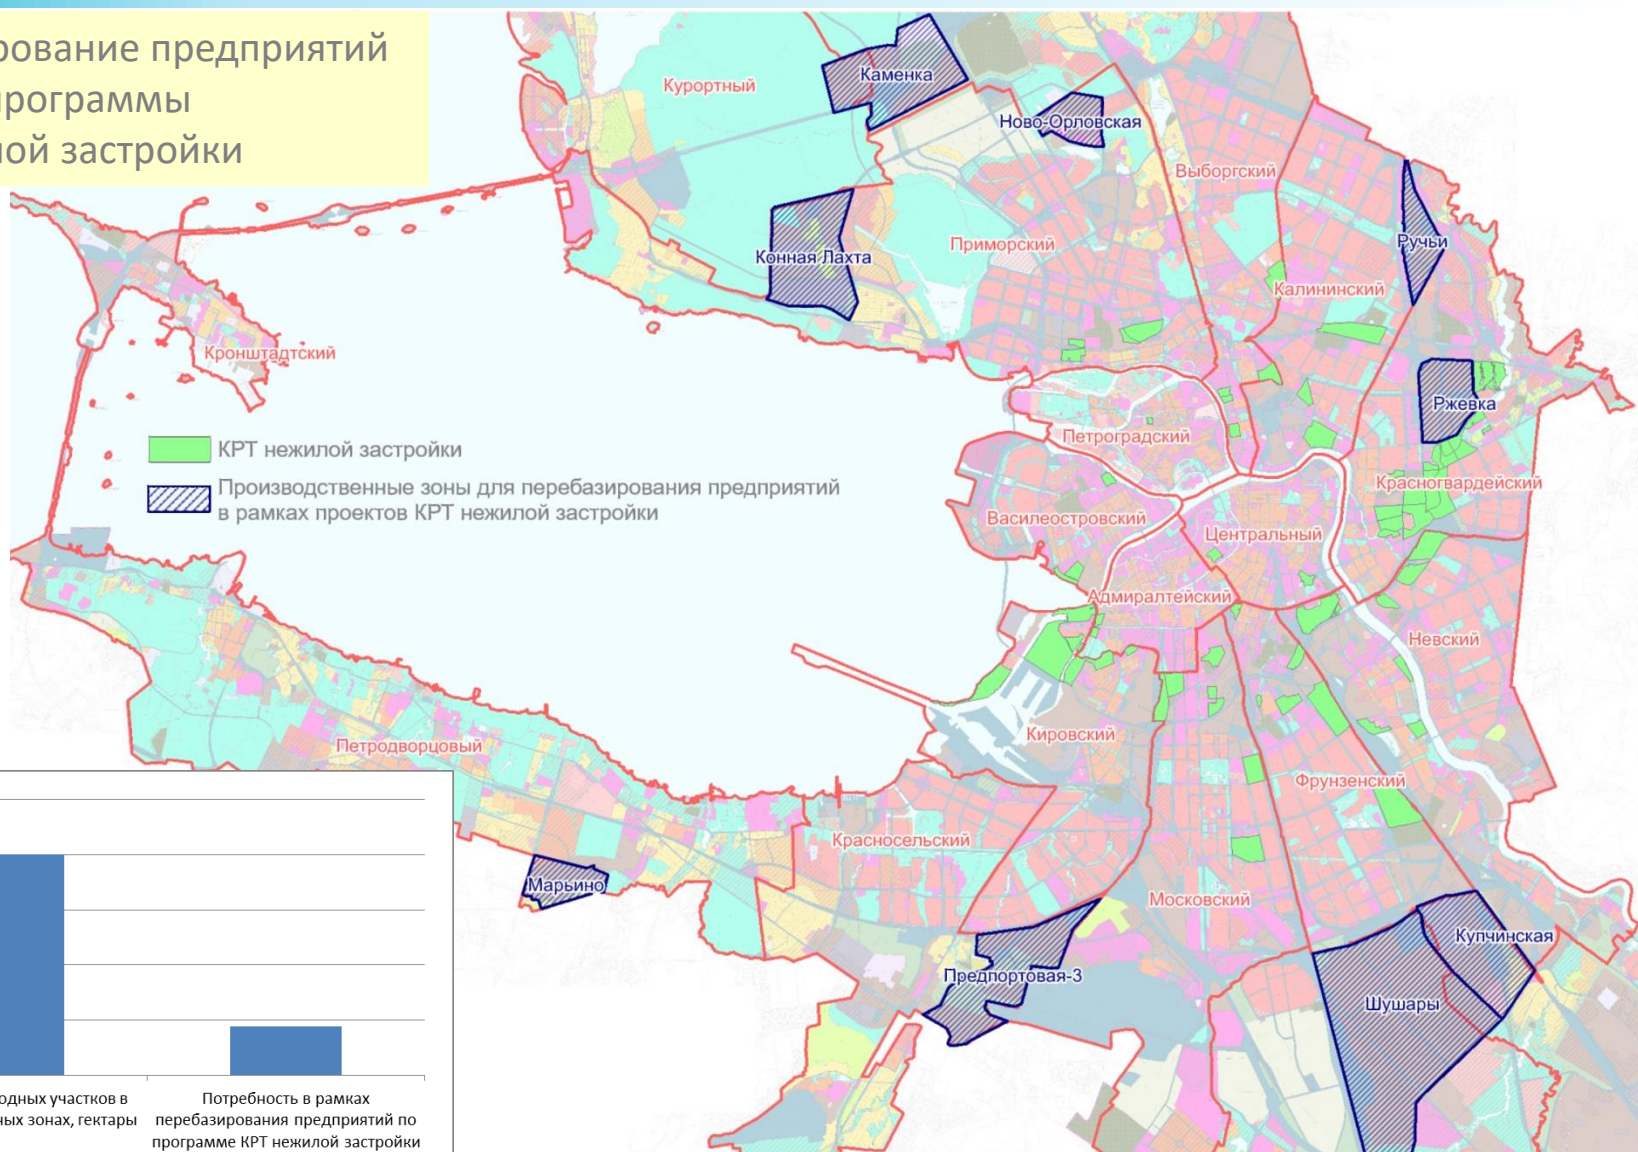 рование предприятий
программы
ной застройки
Курортный
Каменка
Ново-Орловская
Выборгский
Ручьи
Приморский
Конная Лахта
Калининский
Кронштадтский
Ржевка
Петроградский
КРТ нежилой застройки
Красногвардейский
Производственные зоны для перебазирования предприятий
в рамках проектов КРТ нежилой застройки
Василеостровский
Центральный
Адмиралтейский
Невский
Кировский
Петродворцовый
Фрунзенский
Красносельский
Марьино
Московский
Купчинская
Предпортовая-3
Шушары
одных участков в
ных зонах, гектары
Потребность в рамках
перебазирования предприятий по
программе КРТ нежилой застройки